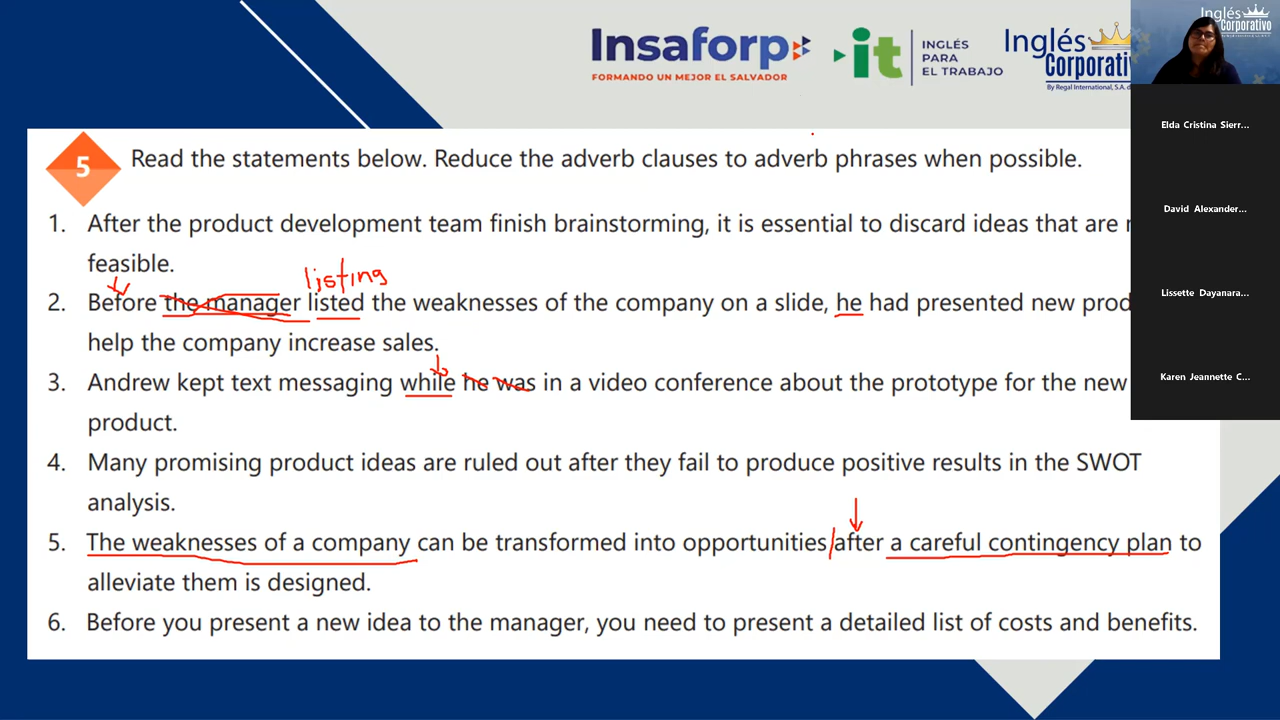 Insaforp
FORMANDO UN MEJOR EL SALVADOR
it
INGLÉS
PARA
EL TRABAJO
Inglés
Corporativo
By Regal International, S.A. d
Inglés
Corporativo
Elda Cristina Sierr...
David Alexander...
Lissette Dayanara...
Karen Jeannette C...
5 Read the statements below. Reduce the adverb clauses to adverb phrases when possible.
1. After the product development team finish brainstorming, it is essential to discard ideas that are
feasible.
listing
2. Before the manager listed the weaknesses of the company on a slide, he had presented new prod
help the company increase sales.
3. Andrew kept text messaging while he was in a video conference about the prototype for the new
product.
4. Many promising product ideas are ruled out after they fail to produce positive results in the SWOT
analysis.
5. The weaknesses of a company can be transformed into opportunities after a careful contingency plan to
alleviate them is designed.
6. Before you present a new idea to the manager, you need to present a detailed list of costs and benefits.